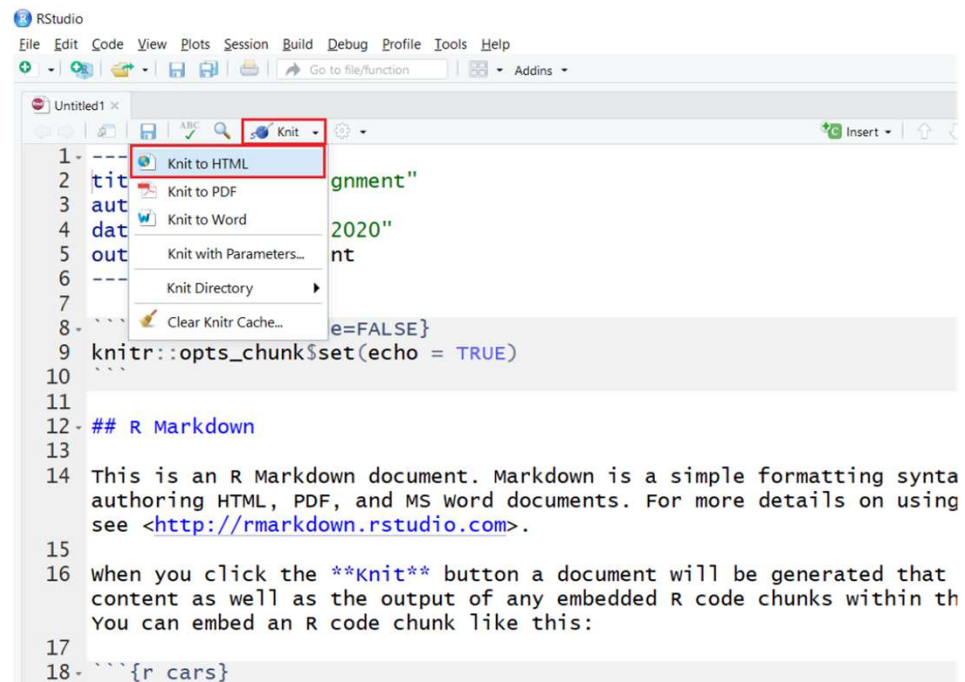 RStudio
File Edit Code View Plots Session Build Debug Profile Tools Help
Go to file/function Addins
Untitled1
ABC Knit Insert
1 ---
Knit to HTML
2 tit gnment"
Knit to PDF
3 aut
Knit to Word
4 dat 2020"
5 out nt
Knit with Parameters...
6 ---
Knit Directory
7
Clear Knitr Cache...
8 ``` e=FALSE}
9 knitr::opts_chunk$set(echo = TRUE)
10 ```
11
12 ## R Markdown
13
14 This is an R Markdown document. Markdown is a simple formatting synta
authoring HTML, PDF, and MS Word documents. For more details on using
see <http://rmarkdown.rstudio.com>.
15
16 When you click the **Knit** button a document will be generated that
content as well as the output of any embedded R code chunks within th
You can embed an R code chunk like this:
17
18 ```{r cars}